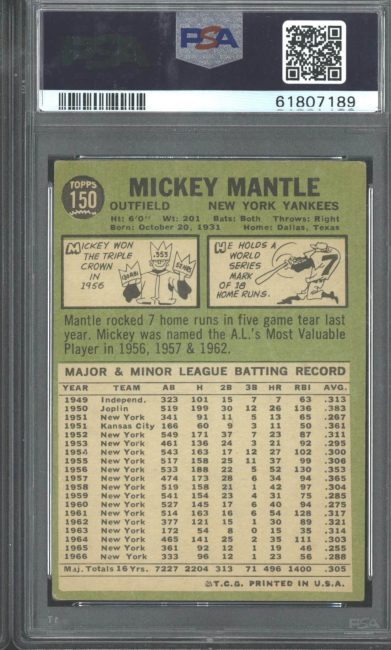 PSA
PSA
61807189
TOPPS
150
MICKEY MANTLE
OUTFIELD NEW YORK YANKEES
Ht: 6'0" Wt: 201 Bats: Both Throws: Right
Born: October 20, 1931 Home: Dallas, Texas
MICKEY WON
THE TRIPLE
CROWN
IN
1956
.353
HE HOLDS A
WORLD
SERIES
MARK
OF 18
HOME RUNS.
7
Mantle rocked 7 home runs in five game tear last
year. Mickey was named the A.L.'s Most Valuable
Player in 1956, 1957 & 1962.
MAJOR & MINOR LEAGUE BATTING RECORD
YEAR TEAM AB H 2B 3B HR RBI AVG.
1949 Independ. 323 101 15 7 7 63 .313
1950 Joplin 519 199 30 12 26 136 .383
1951 New York 341 91 11 5 13 65 .267
1951 Kansas City 166 60 9 3 11 50 .361
1952 New York 549 171 37 7 23 87 .311
1953 New York 461 136 24 3 21 92 .295
1954 New York 543 163 17 12 27 102 .300
1955 New York 517 158 25 11 37 99 .306
1956 New York 533 188 22 5 52 130 .353
1957 New York 474 173 28 6 34 94 .365
1958 New York 519 158 21 1 42 97 .304
1959 New York 541 154 23 4 31 75 .285
1960 New York 527 145 17 6 40 94 .275
1961 New York 514 163 16 6 54 128 .317
1962 New York 377 121 15 1 30 89 .321
1963 New York 172 54 8 0 15 35 .314
1964 New York 465 141 25 2 35 111 .303
1965 New York 361 92 12 1 19 46 .255
1966 New York 333 96 12 1 23 56 .288
Maj. Totals 16 Yrs. 7227 2204 313 71 496 1400 .305
©T.C.G. PRINTED IN U.S.A.
PSA